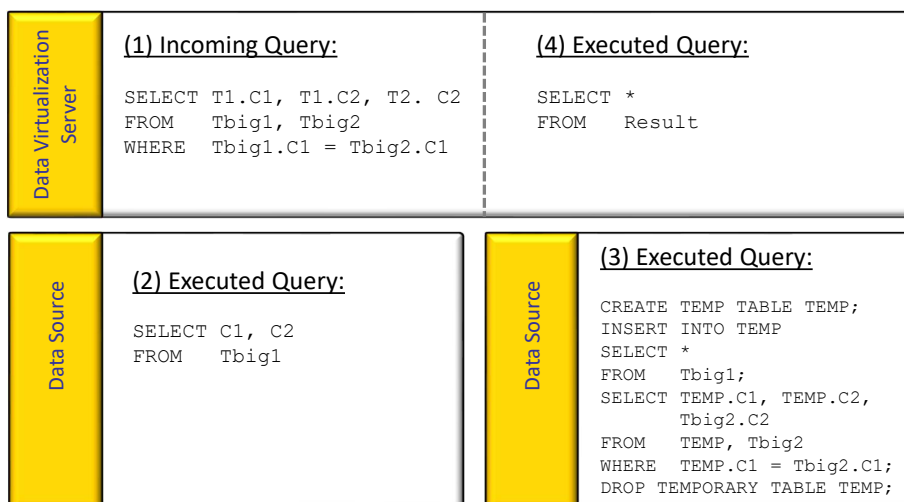 Data Virtualization
Server
(1) Incoming Query:
SELECT T1.C1, T1.C2, T2. C2
FROM Tbig1, Tbig2
WHERE Tbig1.C1 = Tbig2.C1
(4) Executed Query:
SELECT *
FROM Result
Data Source
(2) Executed Query:
SELECT C1, C2
FROM Tbig1
Data Source
(3) Executed Query:
CREATE TEMP TABLE TEMP;
INSERT INTO TEMP
SELECT *
FROM Tbig1;
SELECT TEMP.C1, TEMP.C2,
Tbig2.C2
FROM TEMP, Tbig2
WHERE TEMP.C1 = Tbig2.C1;
DROP TEMPORARY TABLE TEMP;